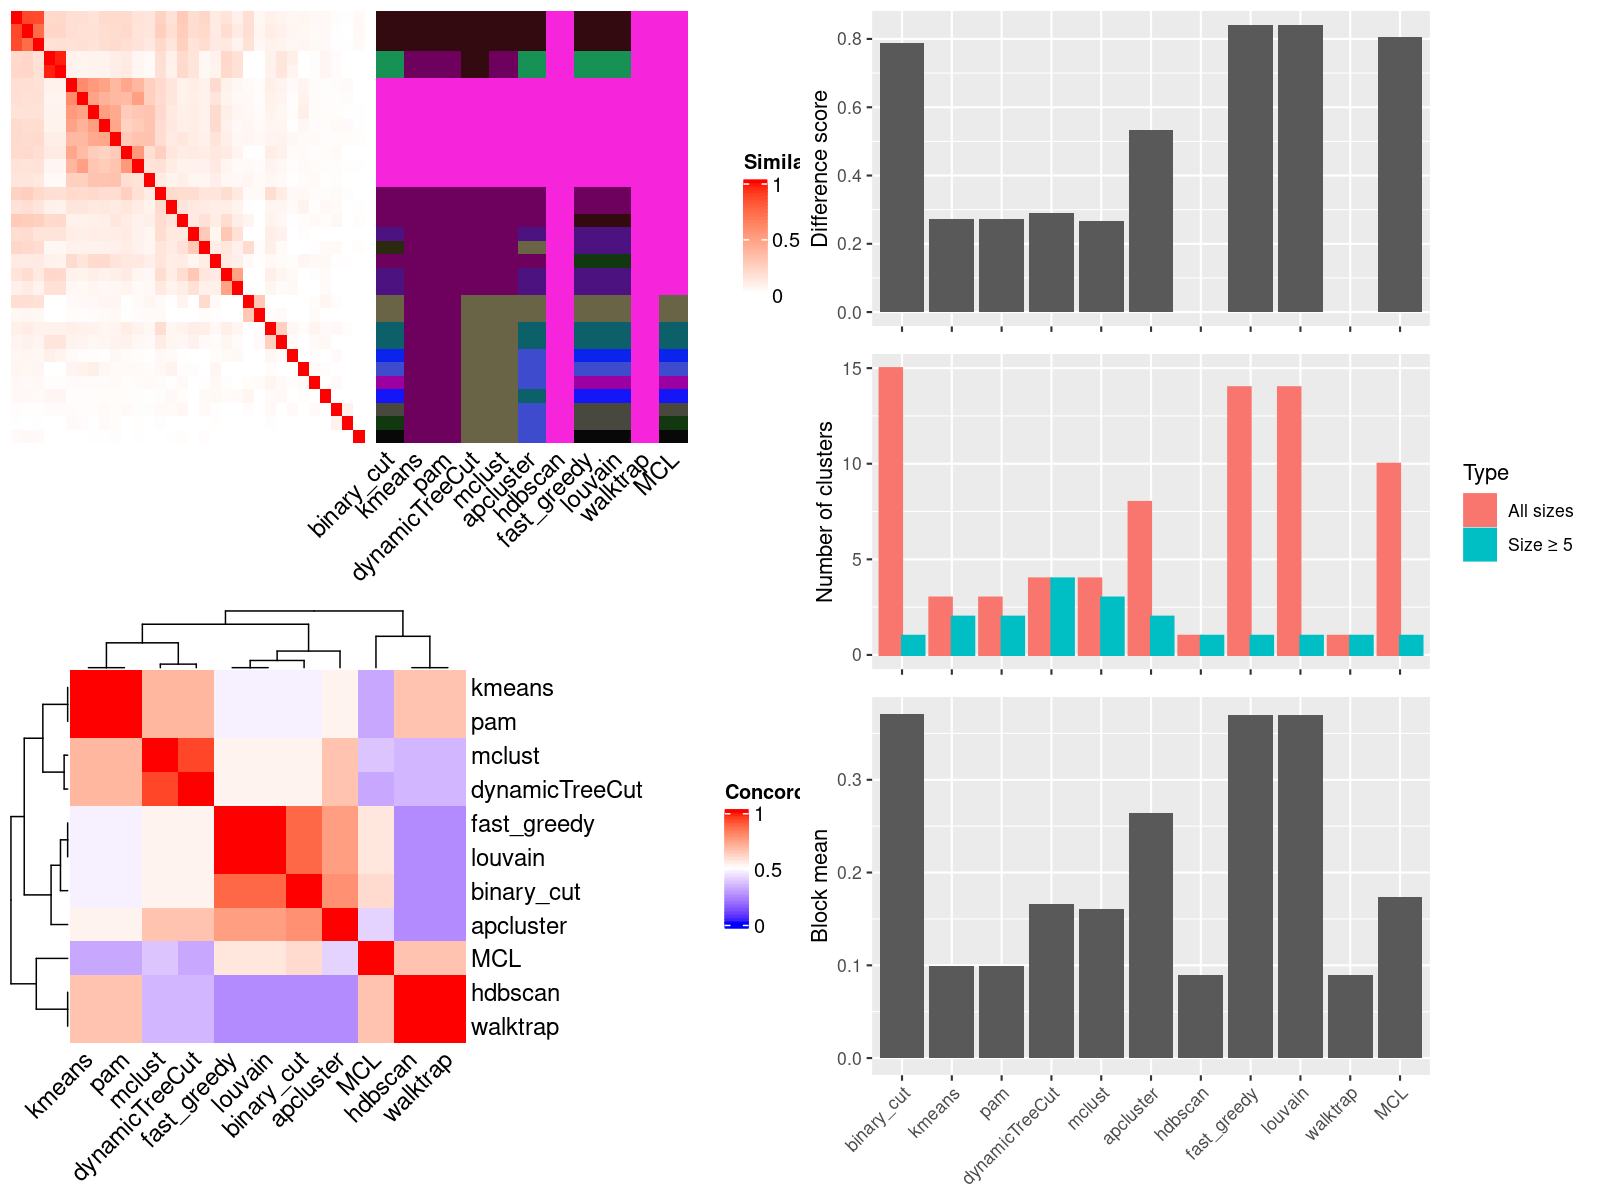 Simila
1
0.5
0
binary_cut
kmeans
pam
dynamicTreeCut
mclust
apcluster
hdbscan
fast_greedy
louvain
walktrap
MCL
kmeans
pam
mclust
dynamicTreeCut
fast_greedy
louvain
binary_cut
apcluster
MCL
hdbscan
walktrap
Concord
1
0.5
0
kmeans
pam
mclust
dynamicTreeCut
fast_greedy
louvain
binary_cut
apcluster
MCL
hdbscan
walktrap
Difference score
0.8
0.6
0.4
0.2
0.0
Number of clusters
15
10
5
0
Type
All sizes
Size ≥ 5
Block mean
0.3
0.2
0.1
0.0
binary_cut
kmeans
pam
dynamicTreeCut
mclust
apcluster
hdbscan
fast_greedy
louvain
walktrap
MCL